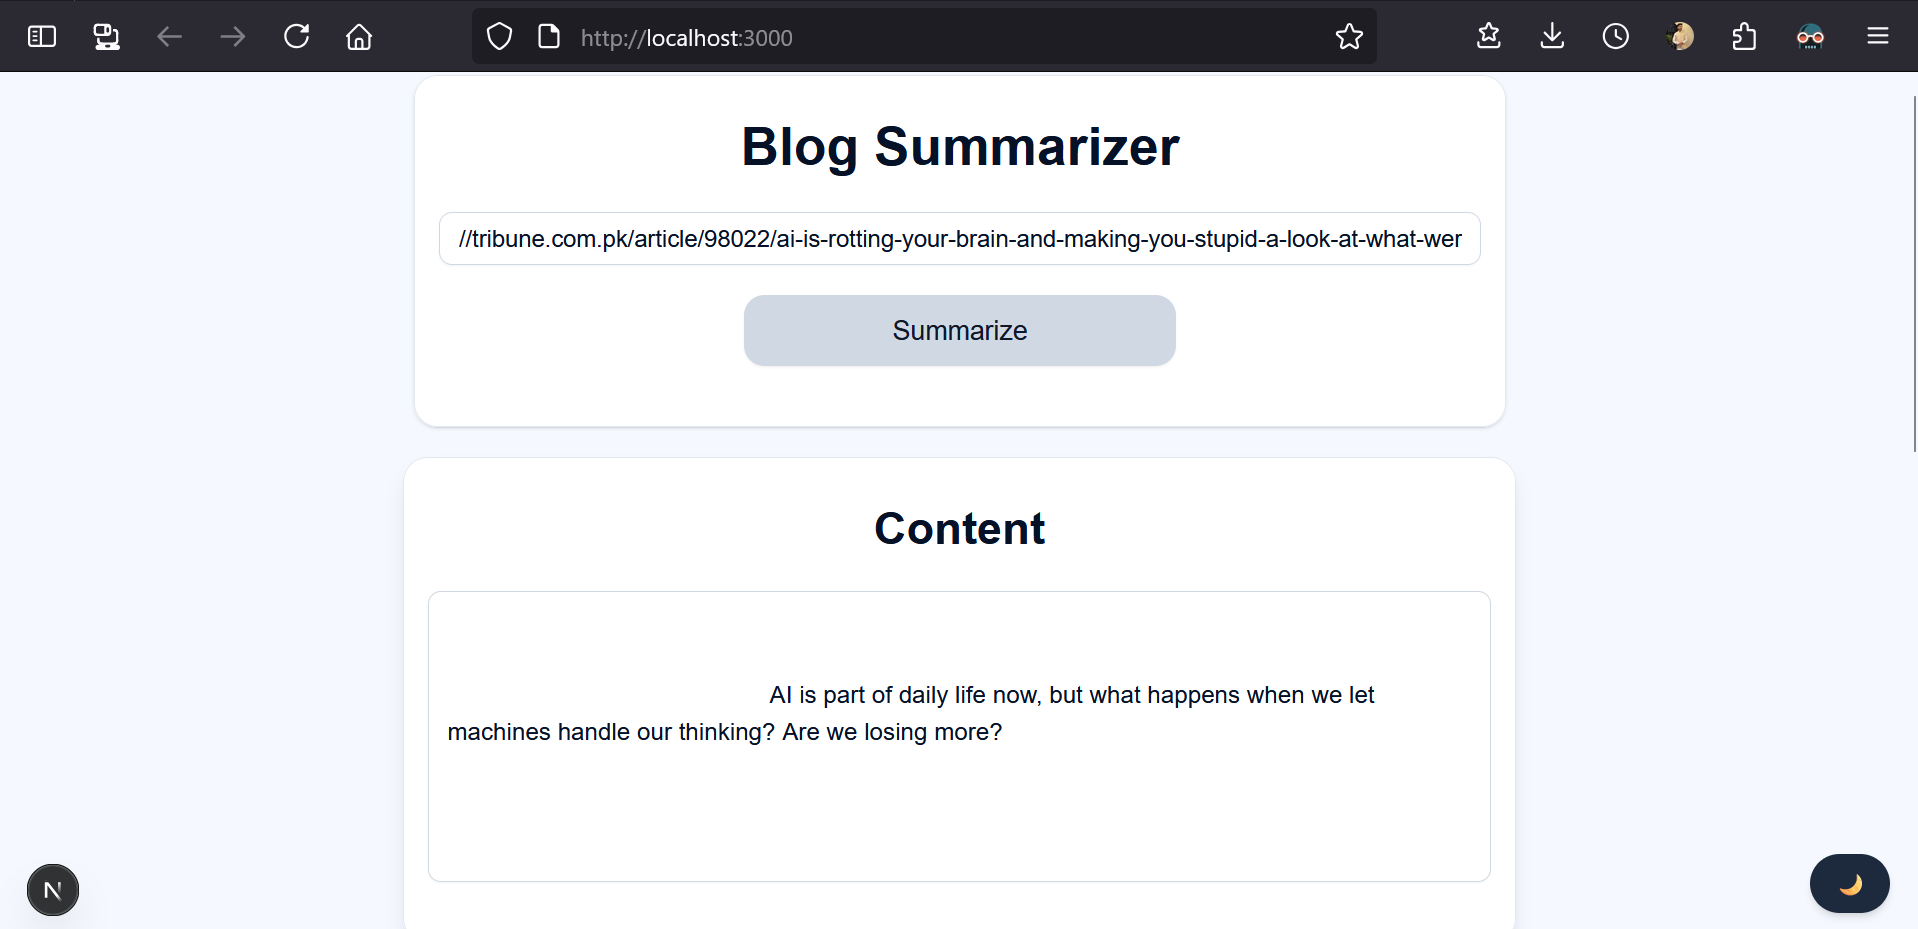 http://localhost:3000
Blog Summarizer
//tribune.com.pk/article/98022/ai-is-rotting-your-brain-and-making-you-stupid-a-look-at-what-wer
Summarize
Content
AI is part of daily life now, but what happens when we let
machines handle our thinking? Are we losing more?
N